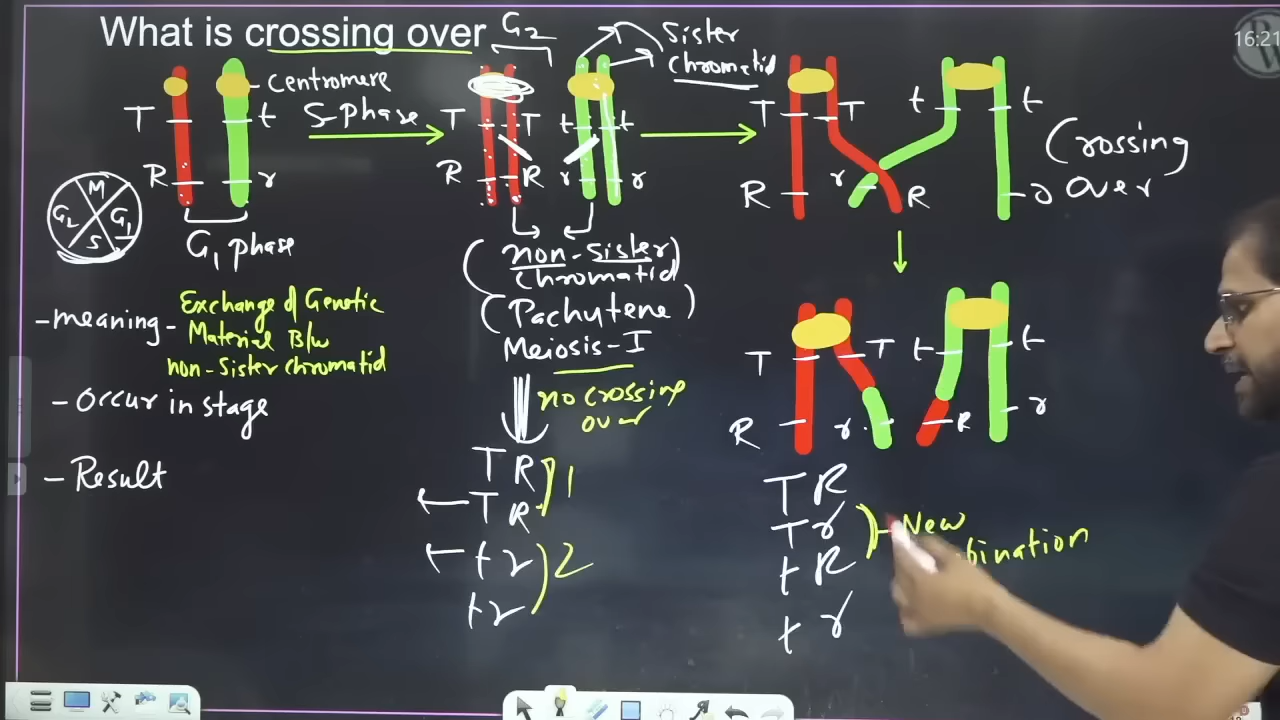 What is crossing over
G2
Sister
chromatid
16:21
Centromere
S-Phase
T t
R r
T T t t
R R r r
T T t t
R r R
Crossing
over
M
G2 G1
S
G1 phase
(non-Sister)
chromatid
(Pachytene)
Meiosis-I
no crossing
over
- meaning - Exchange of Genetic
Material B/w
non-Sister chromatid
- Occur in stage
- Result
T T t t
R r R r
T R
T R
1
t r
t r
2
T R
T r
t R
t r
New
bination